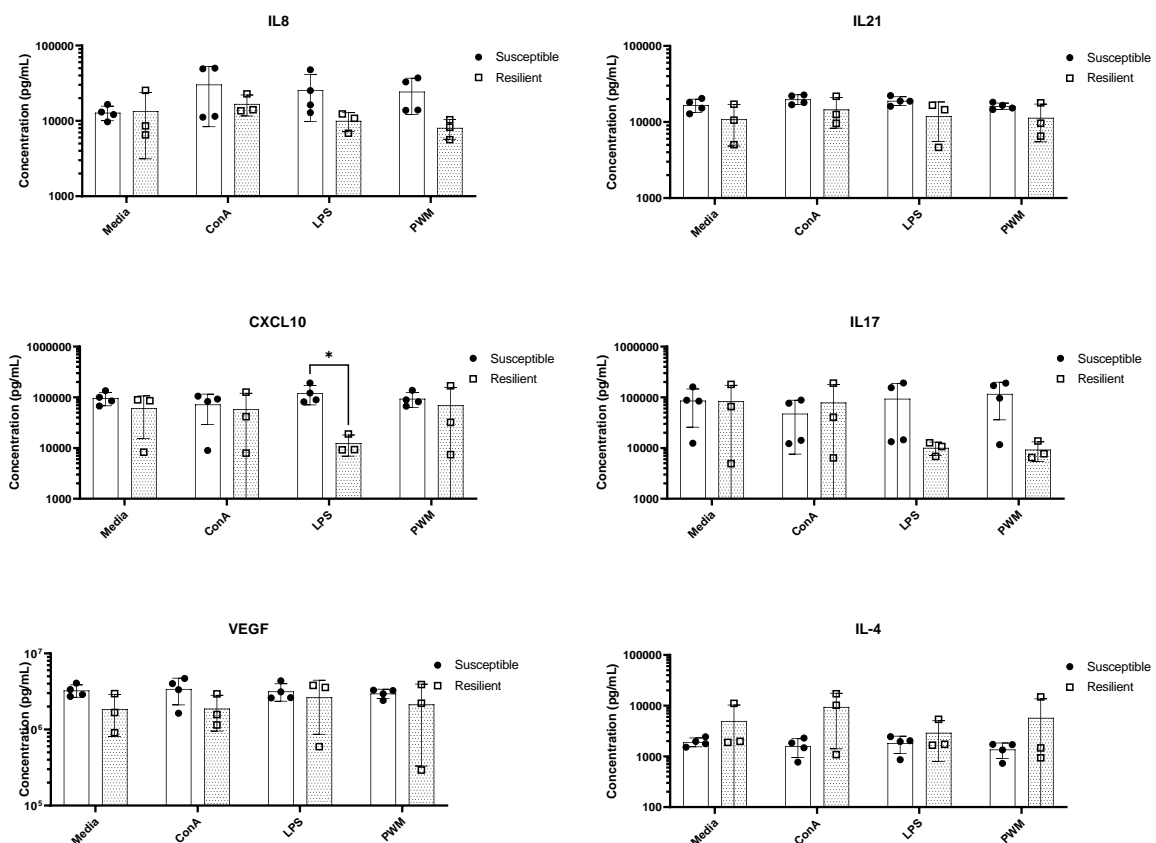 IL8
100000
10000
1000
Concentration (pg/mL)
Media
ConA
LPS
PWM
Susceptible
Resilient
IL21
100000
10000
1000
Concentration (pg/mL)
Media
ConA
LPS
PWM
Susceptible
Resilient
CXCL10
1000000
100000
10000
1000
Concentration (pg/mL)
*
Media
ConA
LPS
PWM
Susceptible
Resilient
IL17
1000000
100000
10000
1000
Concentration (pg/mL)
Media
ConA
LPS
PWM
Susceptible
Resilient
VEGF
10⁷
10⁶
10⁵
Concentration (pg/mL)
Media
ConA
LPS
PWM
Susceptible
Resilient
IL-4
100000
10000
1000
100
Concentration (pg/mL)
Media
ConA
LPS
PWM
Susceptible
Resilient